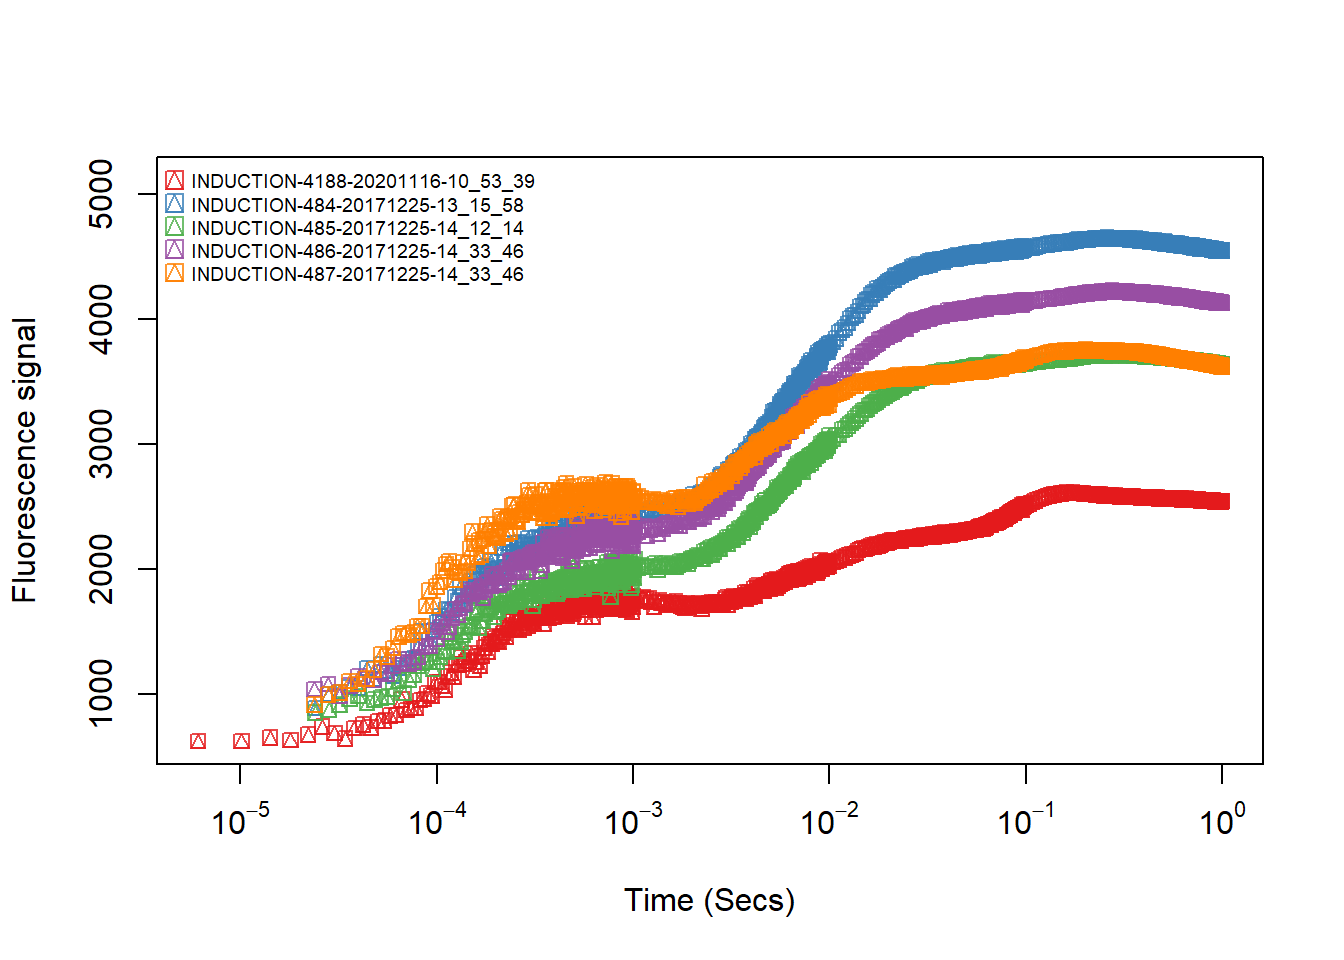 INDUCTION-4188-20201116-10_53_39
INDUCTION-484-20171225-13_15_58
INDUCTION-485-20171225-14_12_14
INDUCTION-486-20171225-14_33_46
INDUCTION-487-20171225-14_33_46
Fluorescence signal
5000
4000
3000
2000
1000
10⁻⁵ 10⁻⁴ 10⁻³ 10⁻² 10⁻¹ 10⁰
Time (Secs)